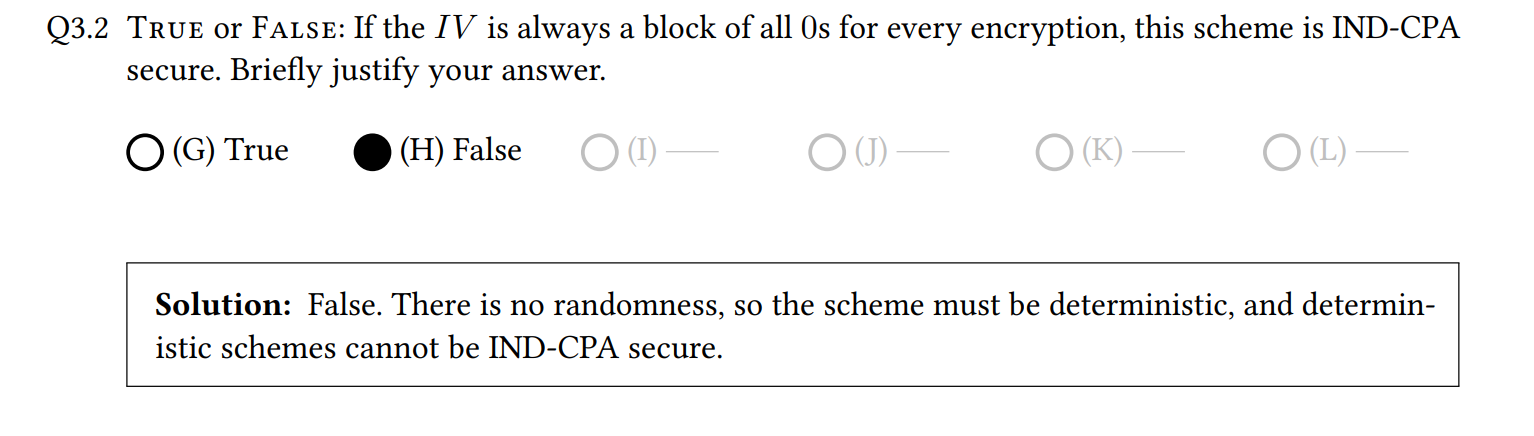 Q3.2 TRUE or FALSE: If the IV is always a block of all 0s for every encryption, this scheme is IND-CPA
secure. Briefly justify your answer.
(G) True (H) False (I) — (J) — (K) — (L) —
Solution: False. There is no randomness, so the scheme must be deterministic, and determin-
istic schemes cannot be IND-CPA secure.